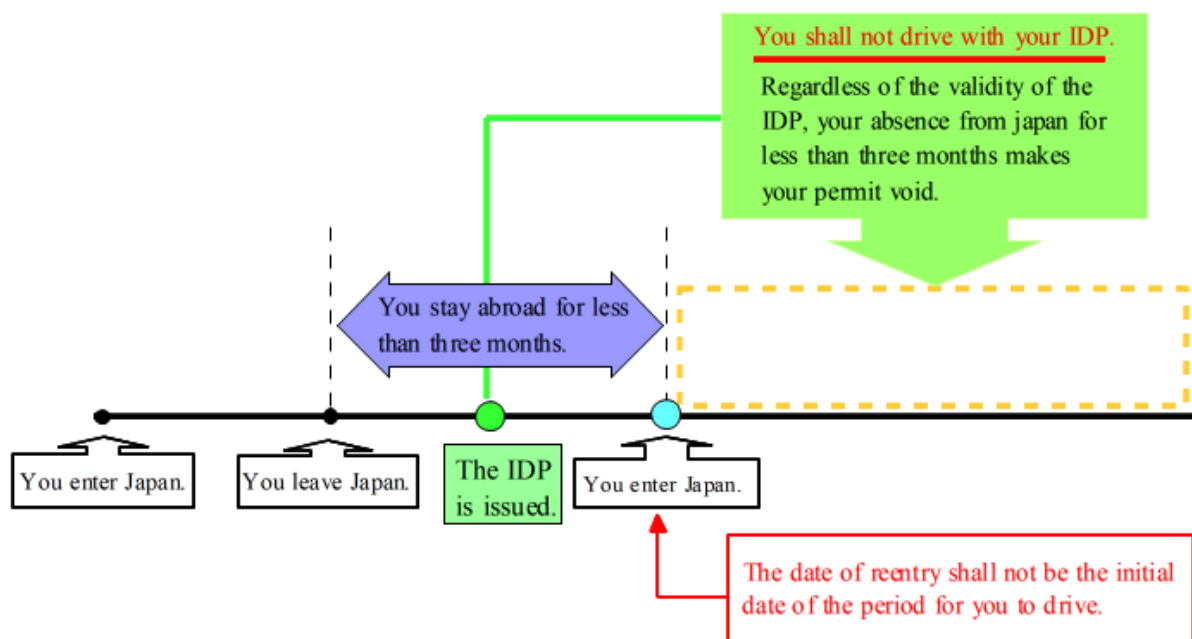 You shall not drive with your IDP.
Regardless of the validity of the
IDP, your absence from japan for
less than three montths makes
your permit void.
You stay abroad for less
than three months.
You enter Japan.
You leave Japan.
The IDP
is issued.
You enter Japan.
The date of reentry shall not be the initial
date of the period for you to drive.